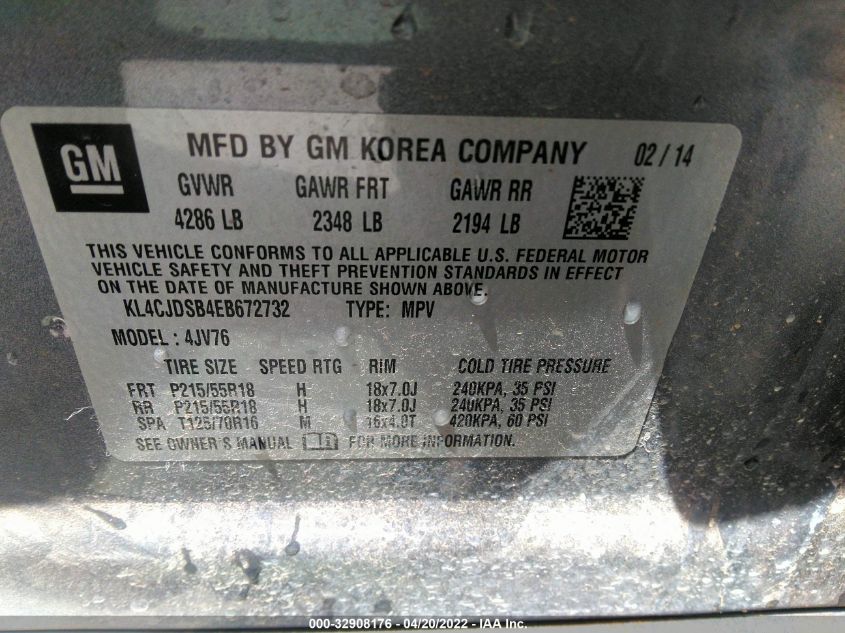 GM
MFD BY GM KOREA COMPANY 02/14
GVWR GAWR FRT GAWR RR
4286 LB 2348 LB 2194 LB
THIS VEHICLE CONFORMS TO ALL APPLICABLE U.S. FEDERAL MOTOR
VEHICLE SAFETY AND THEFT PREVENTION STANDARDS IN EFFECT
ON THE DATE OF MANUFACTURE SHOWN ABOVE.
KL4CJDSB4EB672732 TYPE: MPV
MODEL: 4JV76
TIRE SIZE SPEED RTG RIM COLD TIRE PRESSURE
FRT P215/55R18 H 18x7.0J 240KPA, 35 PSI
RR P215/55R18 H 18x7.0J 240KPA, 35 PSI
SPA T125/70R16 M 16x4.0T 420KPA, 60 PSI
SEE OWNER'S MANUAL FOR MORE INFORMATION.
000-32908176 - 04/20/2022 - IAA Inc.